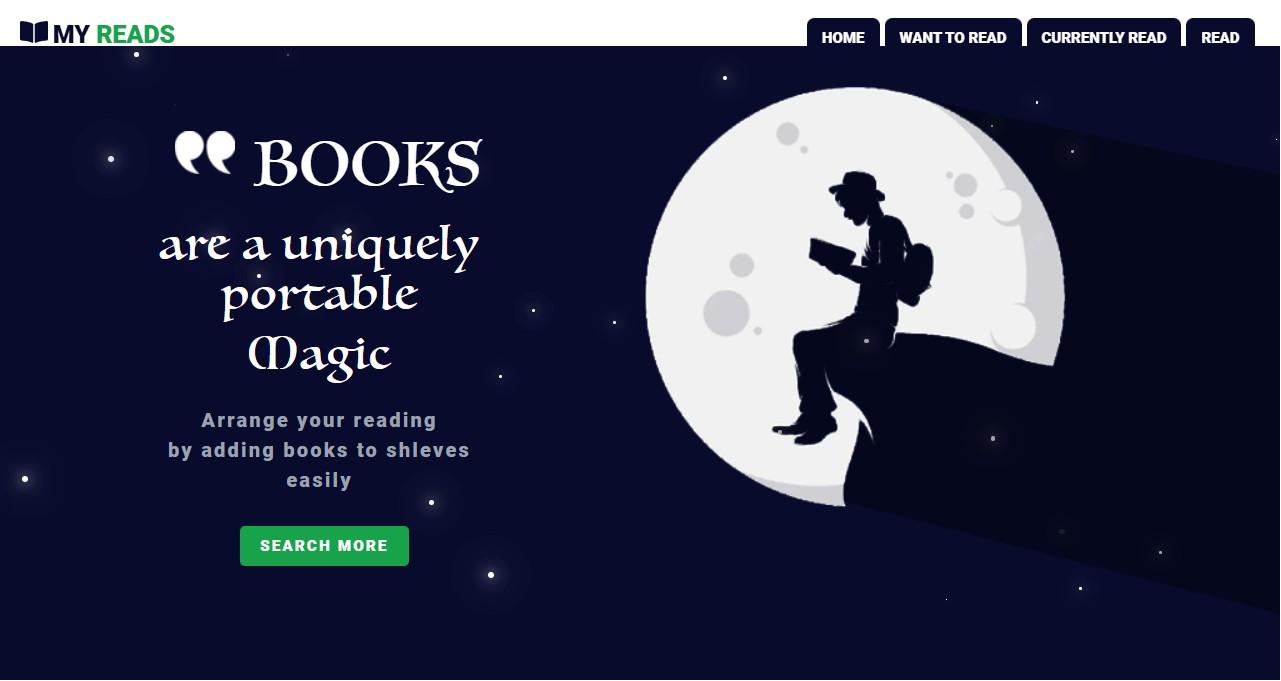 MY READS
HOME WANT TO READ CURRENTLY READ READ
❞ BOOKS
are a uniquely
portable
Magic
Arrange your reading
by adding books to shleves
easily
SEARCH MORE